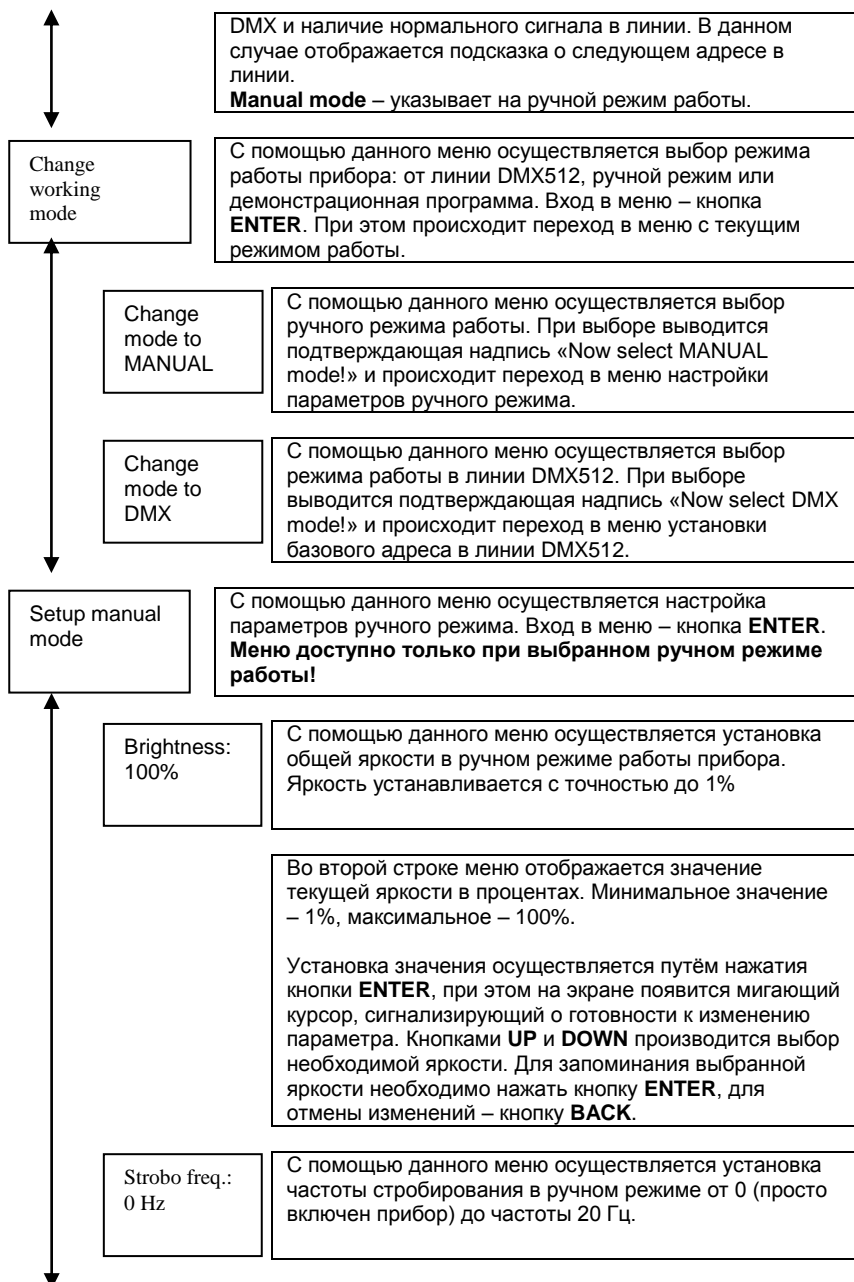 DMX и наличие нормального сигнала в линии. В данном
случае отображается подсказка о следующем адресе в
линии.
Manual mode – указывает на ручной режим работы.
Change
working
mode
С помощью данного меню осуществляется выбор режима
работы прибора: от линии DMX512, ручной режим или
демонстрационная программа. Вход в меню – кнопка
ENTER. При этом происходит переход в меню с текущим
режимом работы.
Change
mode to
MANUAL
С помощью данного меню осуществляется выбор
ручного режима работы. При выборе выводится
подтверждающая надпись «Now select MANUAL
mode!» и происходит переход в меню настройки
параметров ручного режима.
Change
mode to
DMX
С помощью данного меню осуществляется выбор
режима работы в линии DMX512. При выборе
выводится подтверждающая надпись «Now select DMX
mode!» и происходит переход в меню установки
базового адреса в линии DMX512.
Setup manual
mode
С помощью данного меню осуществляется настройка
параметров ручного режима. Вход в меню – кнопка ENTER.
Меню доступно только при выбранном ручном режиме
работы!
Brightness:
100%
С помощью данного меню осуществляется установка
общей яркости в ручном режиме работы прибора.
Яркость устанавливается с точностью до 1%
Во второй строке меню отображается значение
текущей яркости в процентах. Минимальное значение
– 1%, максимальное – 100%.
Установка значения осуществляется путём нажатия
кнопки ENTER, при этом на экране появится мигающий
курсор, сигнализирующий о готовности к изменению
параметра. Кнопками UP и DOWN производится выбор
необходимой яркости. Для запоминания выбранной
яркости необходимо нажать кнопку ENTER, для
отмены изменений – кнопку BACK.
Strobo freq.:
0 Hz
С помощью данного меню осуществляется установка
частоты стробирования в ручном режиме от 0 (просто
включен прибор) до частоты 20 Гц.